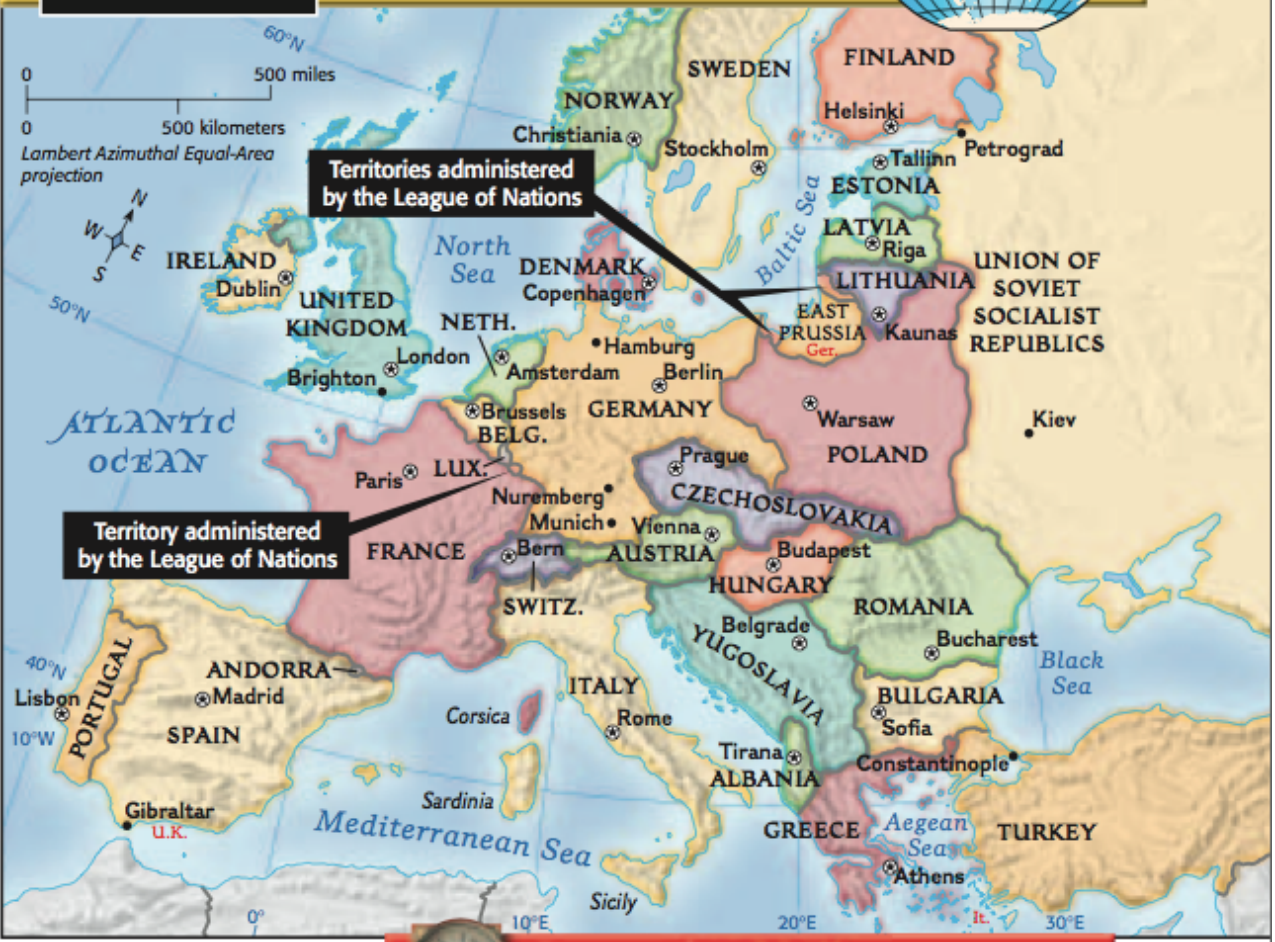 60°N
0
500 miles
0
500 kilometers
Lambert Azimuthal Equal-Area
projection
N
W
E
S
NORWAY
Christiania
SWEDEN
Stockholm
FINLAND
Helsinki
Petrograd
Tallinn
ESTONIA
Territories administered
by the League of Nations
Baltic Sea
LATVIA
Riga
LITHUANIA
Kaunas
EAST
PRUSSIA
Ger.
UNION OF
SOVIET
SOCIALIST
REPUBLICS
IRELAND
Dublin
North
Sea
DENMARK
Copenhagen
50°N
UNITED
KINGDOM
London
Brighton
NETH.
Amsterdam
Hamburg
Berlin
GERMANY
Brussels
BELG.
Warsaw
POLAND
Kiev
ATLANTIC
OCEAN
Paris
LUX.
Prague
CZECHOSLOVAKIA
Nuremberg
Munich
Vienna
Territory administered
by the League of Nations
FRANCE
Bern
AUSTRIA
Budapest
HUNGARY
SWITZ.
ROMANIA
Belgrade
Bucharest
YUGOSLAVIA
Black
Sea
40°N
ANDORRA
Lisbon
PORTUGAL
Madrid
SPAIN
10°W
Corsica
ITALY
Rome
BULGARIA
Sofia
Tirana
ALBANIA
Constantinople
Sardinia
Gibraltar
U.K.
Mediterranean Sea
GREECE
Aegean
Sea
TURKEY
Athens
Sicily
It.
0°
10°E
20°E
30°E